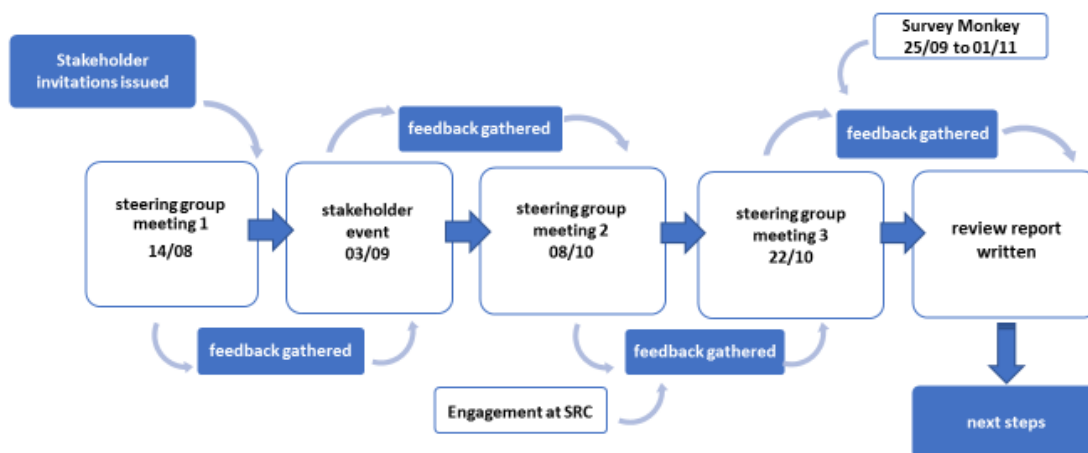 Stakeholder
invitations issued
Survey Monkey
25/09 to 01/11
feedback gathered
feedback gathered
steering group
meeting 1
14/08
stakeholder
event
03/09
steering group
meeting 2
08/10
steering group
meeting 3
22/10
review report
written
feedback gathered
feedback gathered
Engagement at SRC
next steps